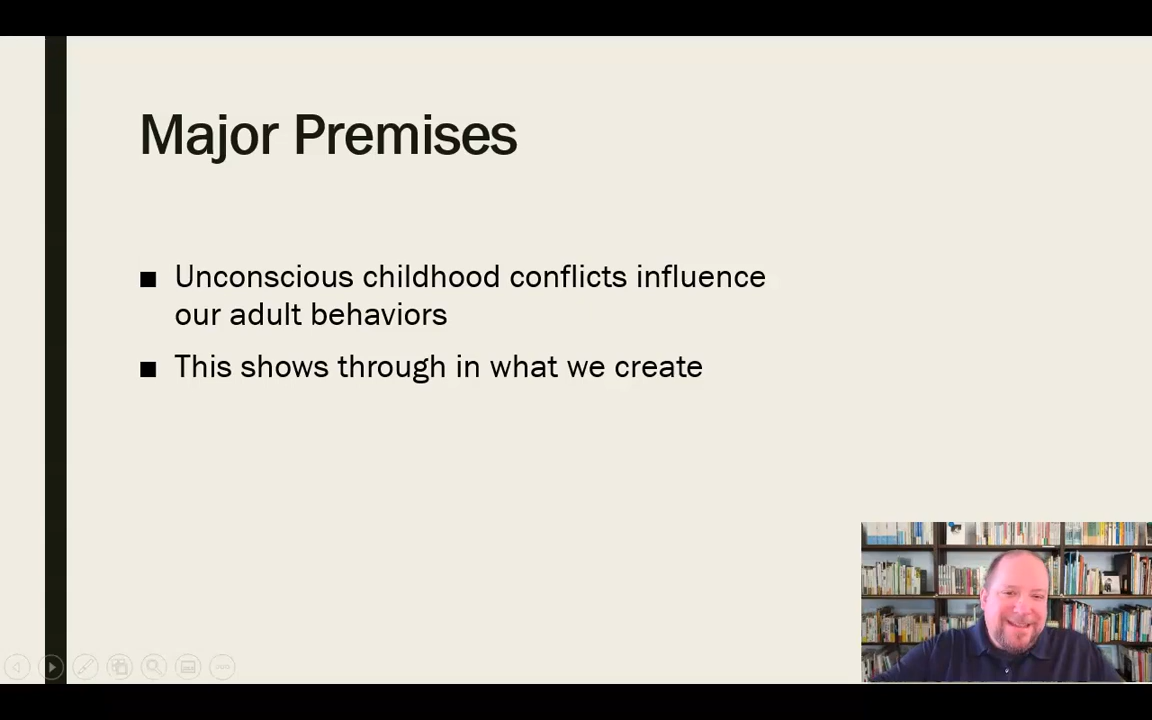 Major Premises
■ Unconscious childhood conflicts influence
our adult behaviors
■ This shows through in what we create